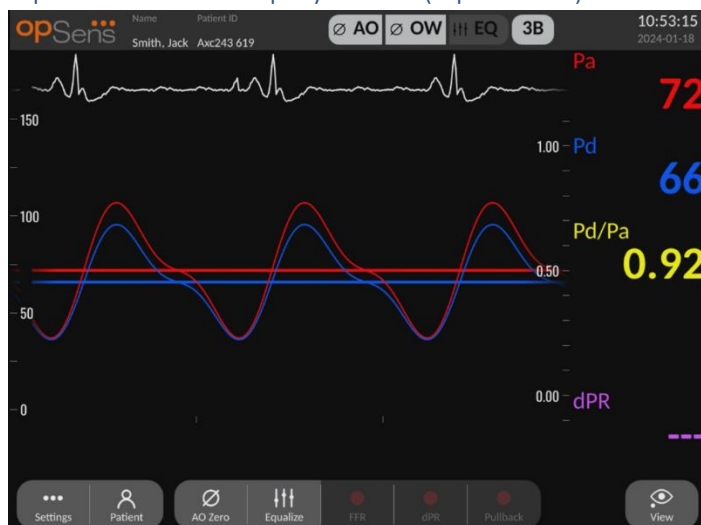 opSens
Name Patient ID
Smith, Jack Axc243 619
Ø AO Ø OW EQ 3B
10:53:15
2024-01-18
Pa
72
150
1.00
Pd
66
100
Pd/Pa
0.92
0.50
50
0.00
0
dPR
---
Settings Patient AO Zero Equalize FFR dPR Pullback View